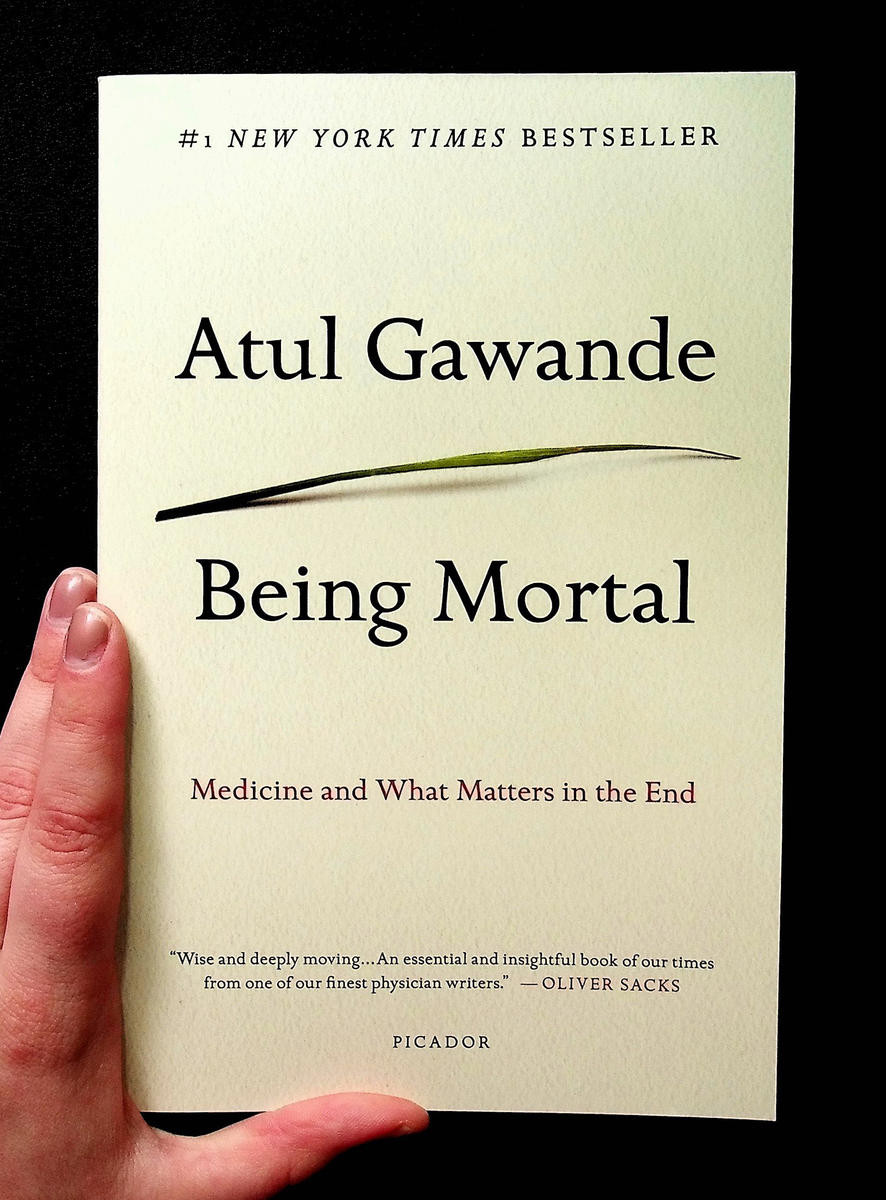 #1 NEW YORK TIMES BESTSELLER
Atul Gawande
Being Mortal
Medicine and What Matters in the End
“Wise and deeply moving...An essential and insightful book of our times
from one of our finest physician writers.” —OLIVER SACKS
PICADOR